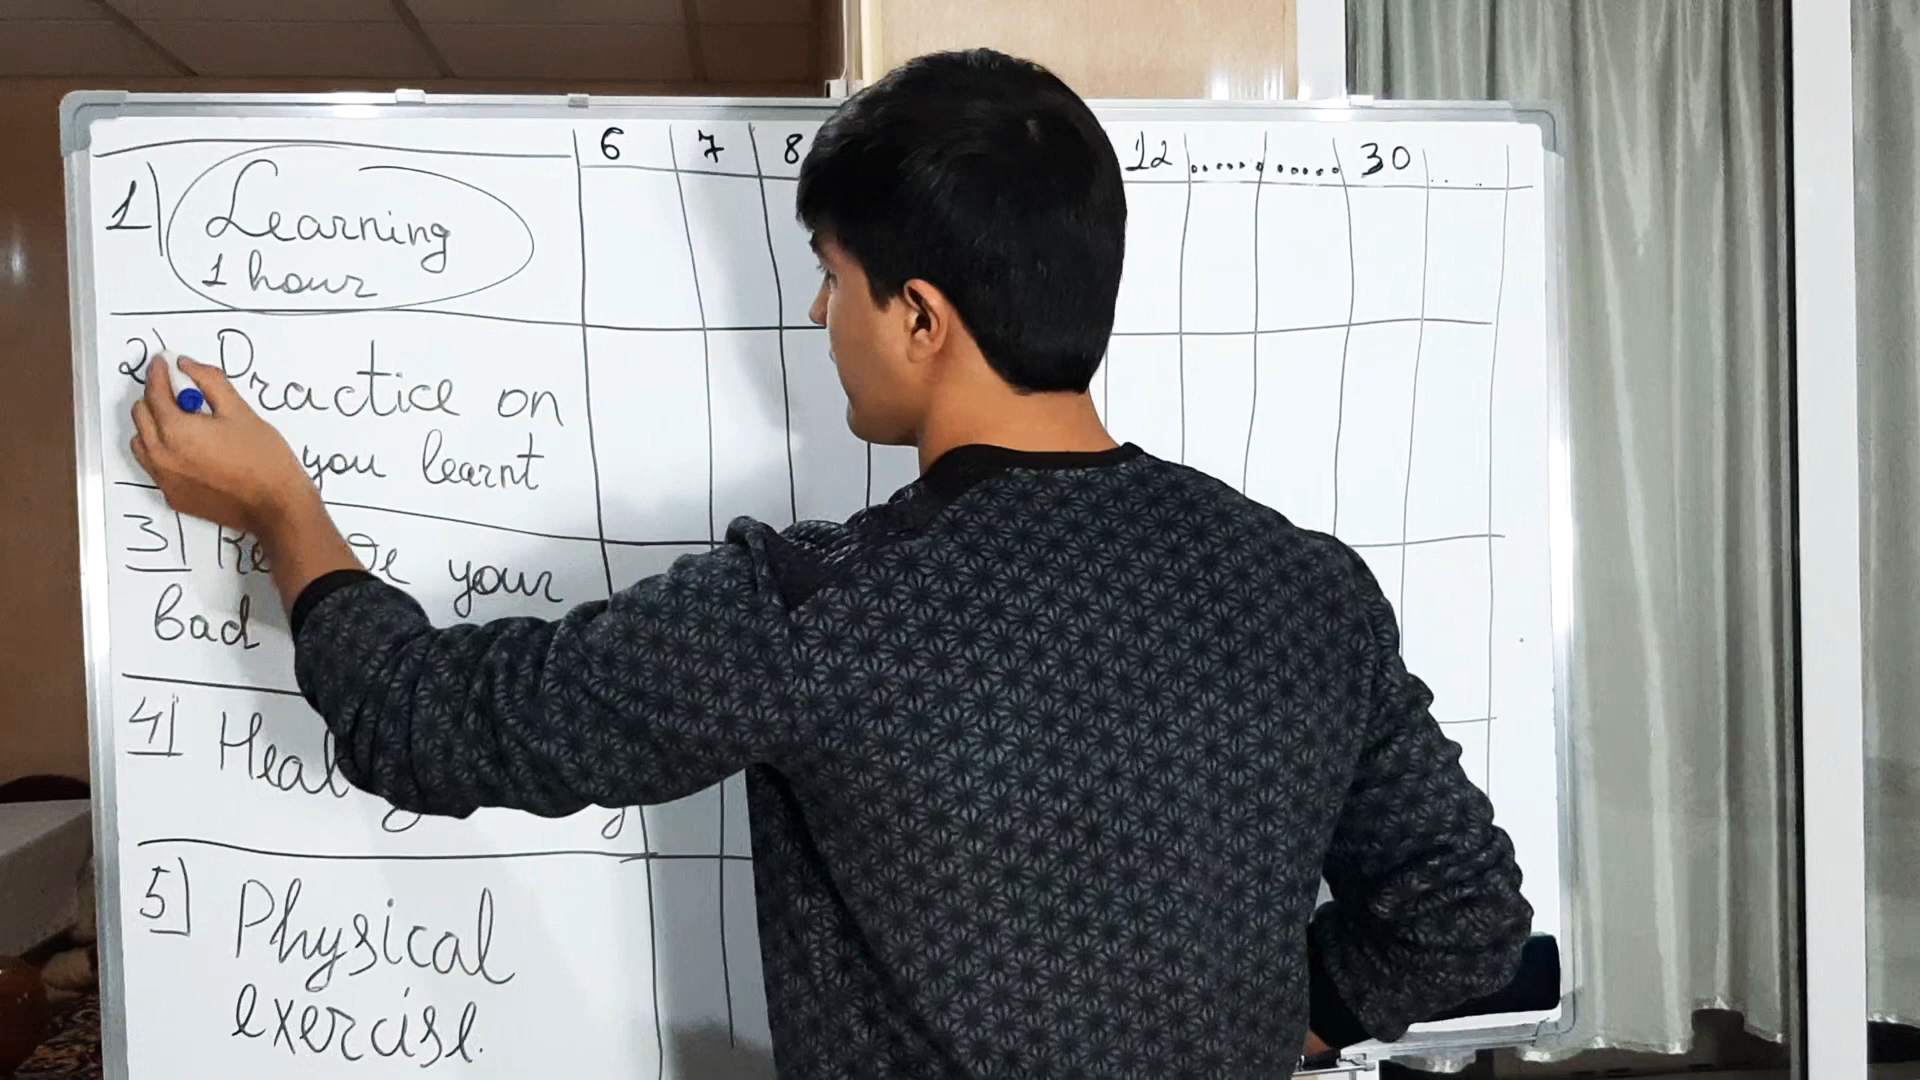 6 7 8 12 ........... 30 ....
1) Learning
1 hour
2) Practice on
you learnt
3) your
bad
4)
5) Physical
exercise.